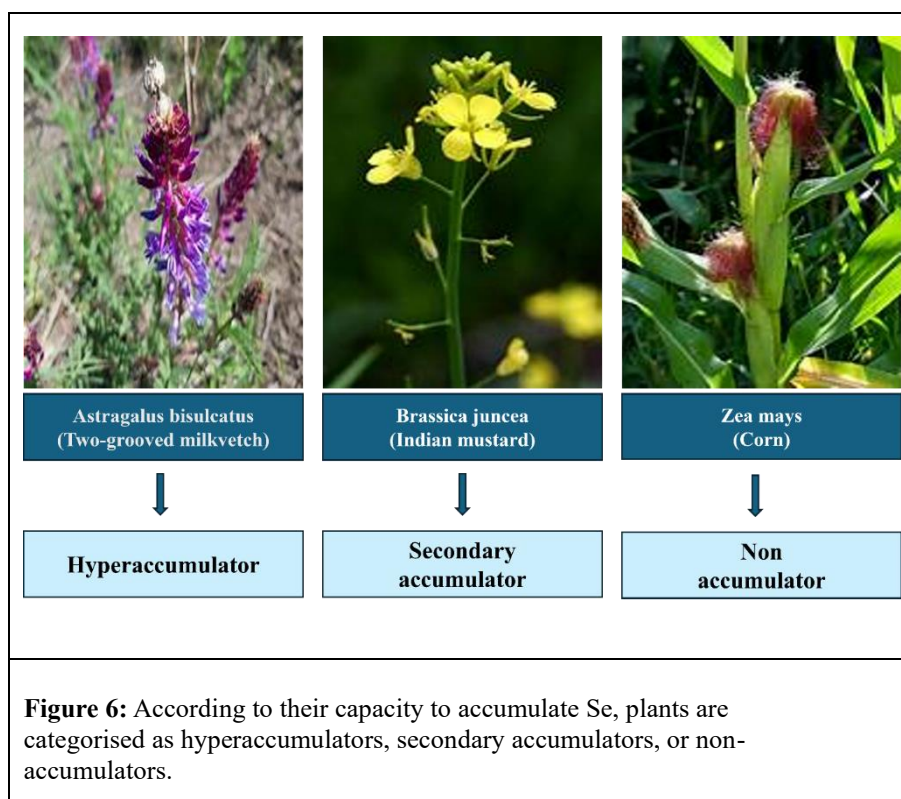 Astragalus bisulcatus
(Two-grooved milkvetch)
Brassica juncea
(Indian mustard)
Zea mays
(Corn)
Hyperaccumulator
Secondary
accumulator
Non
accumulator
Figure 6: According to their capacity to accumulate Se, plants are
categorised as hyperaccumulators, secondary accumulators, or non-
accumulators.